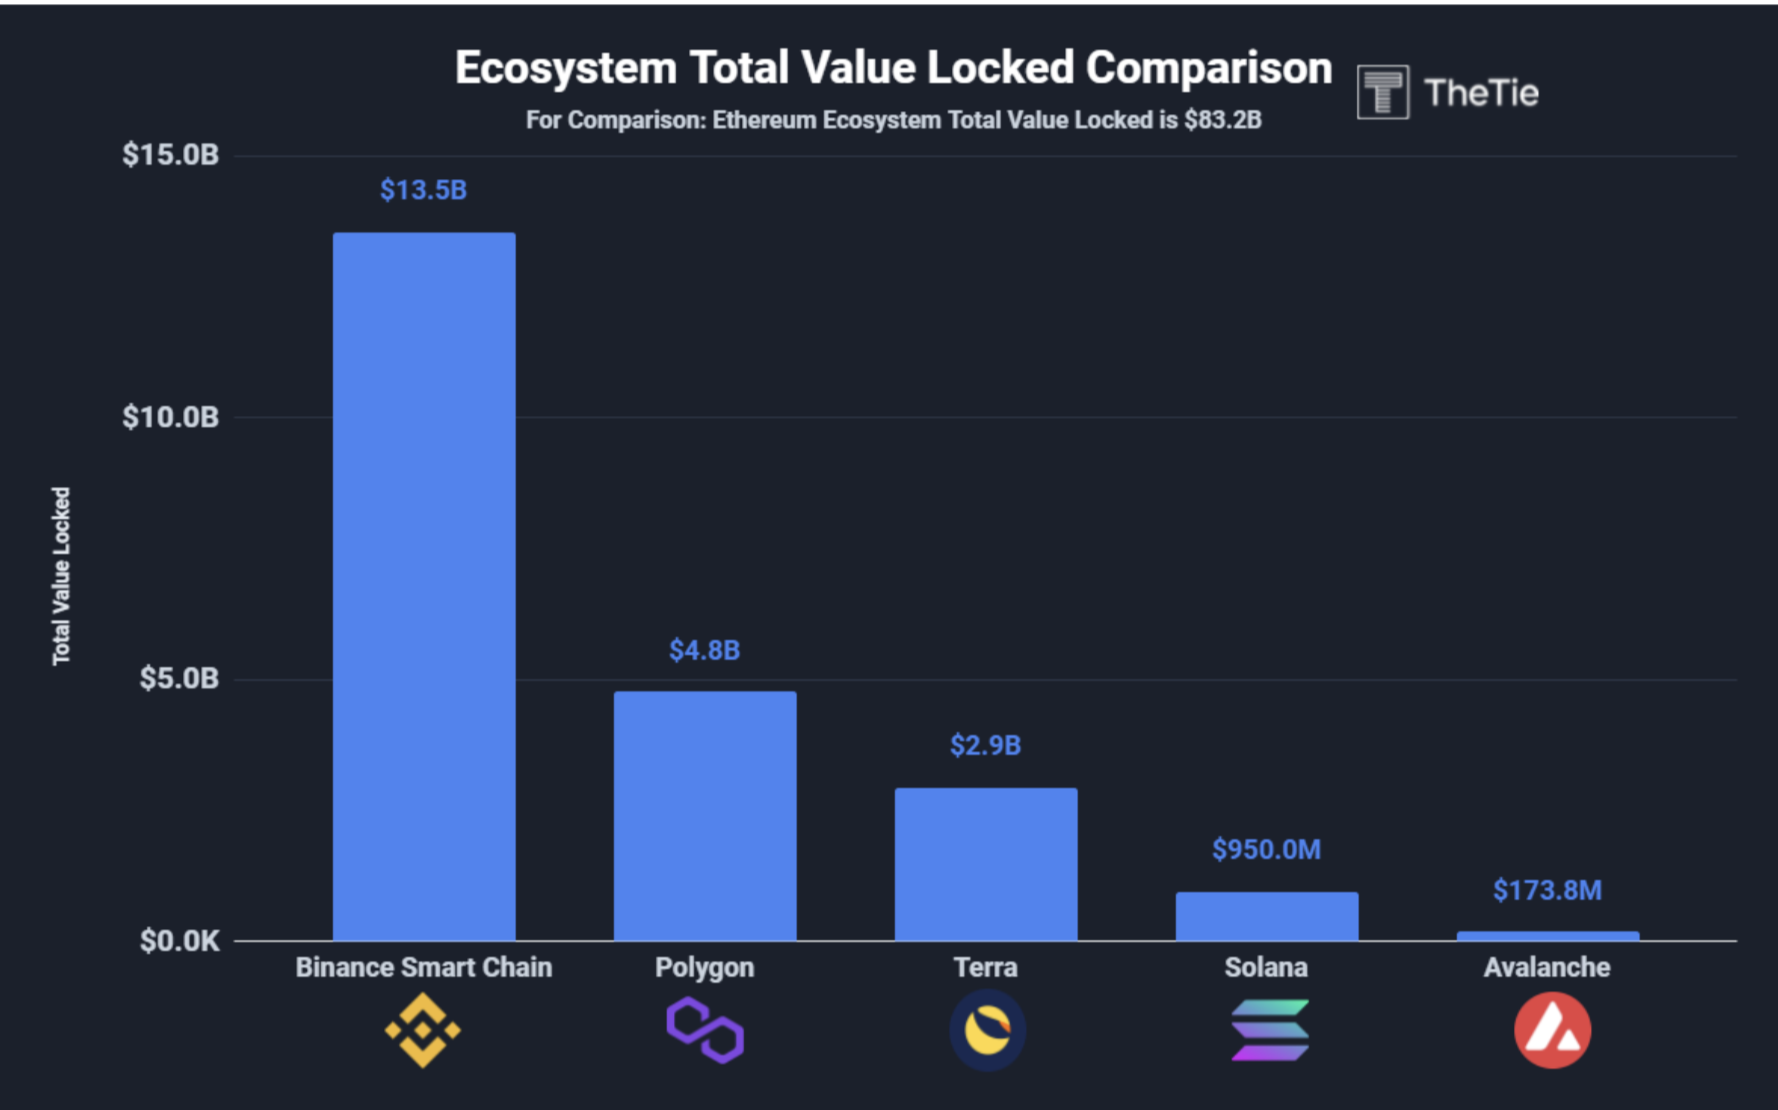 Ecosystem Total Value Locked Comparison
TheTie
For Comparison: Ethereum Ecosystem Total Value Locked is $83.2B
$15.0B
$13.5B
$10.0B
Total Value Locked
$4.8B
$5.0B
$2.9B
$950.0M
$173.8M
$0.0K
Binance Smart Chain
Polygon
Terra
Solana
Avalanche